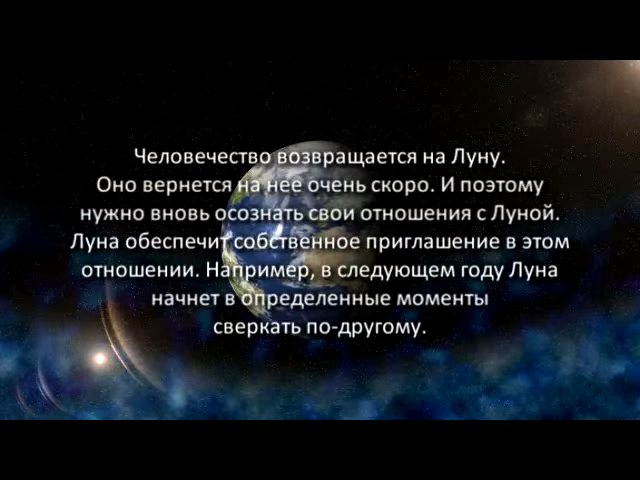 Человечество возвращается на Луну.
Оно вернется на нее очень скоро. И поэтому
нужно вновь осознать свои отношения с Луной.
Луна обеспечит собственное приглашение в этом
отношении. Например, в следующем году Луна
начнет в определенные моменты
сверкать по-другому.